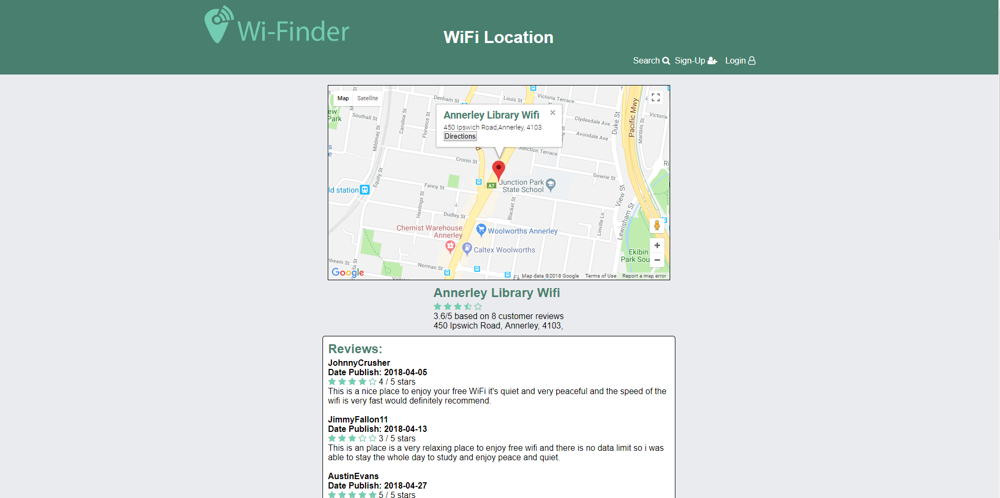 Wi-Finder
WiFi Location
Search Sign-Up Login
Map Satellite
Denham St
Louis St
Victoria Terrace
Victoria
ew
Park
Southall St
Mildmay St
Caroline St
Florence St
Annerley Library Wifi
450 Ipswich Road,Annerley, 4103
Directions
Clydesdale Ave
Avondale Ave
Duke St
Pacific Mwy
Marquis St
Junction Terrace
Cronin St
Equity St
Gowrie St
ld station
Fanny St
A7
Junction Park
State School
Hastings St
Blacket St
View St
Lewisham St
Linville Ln
Dudley St
Chemist Warehouse
Annerley
Woolworths Annerley
Caltex Woolworths
Ekibin
Park Sou
nbeam St
Norman St
Google
Map data ©2018 Google Terms of Use Report a map error
Annerley Library Wifi
3.6/5 based on 8 customer reviews
450 Ipswich Road, Annerley, 4103,
Reviews:
JohnnyCrusher
Date Publish: 2018-04-05
4 / 5 stars
This is a nice place to enjoy your free WiFi it's quiet and very peaceful and the speed of the
wifi is very fast would definitely recommend.
JimmyFallon11
Date Publish: 2018-04-13
3 / 5 stars
This is an place is a very relaxing place to enjoy free wifi and there is no data limit so i was
able to stay the whole day to study and enjoy peace and quiet.
AustinEvans
Date Publish: 2018-04-27
5 / 5 stars